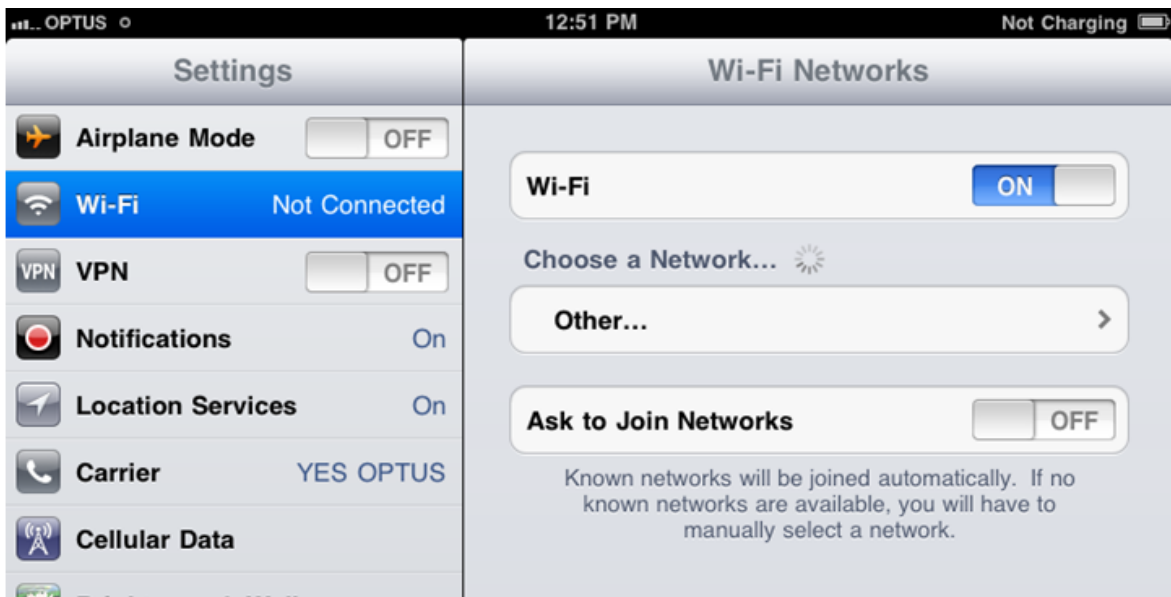 OPTUS 12:51 PM Not Charging
Settings
Airplane Mode OFF
Wi-Fi Not Connected
VPN VPN OFF
Notifications On
Location Services On
Carrier YES OPTUS
Cellular Data
Wi-Fi Networks
Wi-Fi ON
Choose a Network...
Other...
Ask to Join Networks OFF
Known networks will be joined automatically. If no
known networks are available, you will have to
manually select a network.